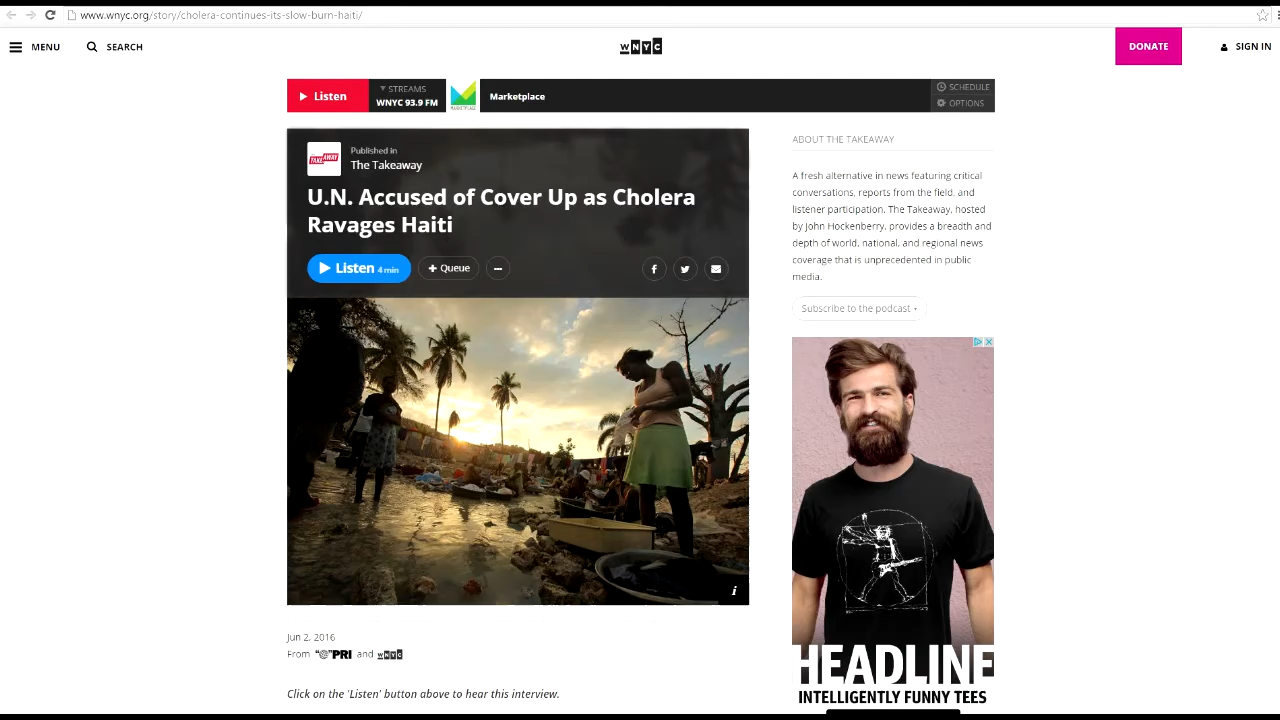 www.wnyc.org/story/cholera-continues-its-slow-burn-haiti/
MENU
SEARCH
WNYC
DONATE
SIGN IN
Listen
STREAMS
WNYC 93.9 FM
MARKETPLACE
Marketplace
SCHEDULE
OPTIONS
THE TAKEAWAY
Published in
The Takeaway
U.N. Accused of Cover Up as Cholera
Ravages Haiti
Listen 4 min
+ Queue
i
Jun 2, 2016
From PRI and WNYC
Click on the 'Listen' button above to hear this interview.
ABOUT THE TAKEAWAY
A fresh alternative in news featuring critical
conversations, reports from the field, and
listener participation. The Takeaway, hosted
by John Hockenberry, provides a breadth and
depth of world, national, and regional news
coverage that is unprecedented in public
media.
Subscribe to the podcast
HEADLINE
INTELLIGENTLY FUNNY TEES